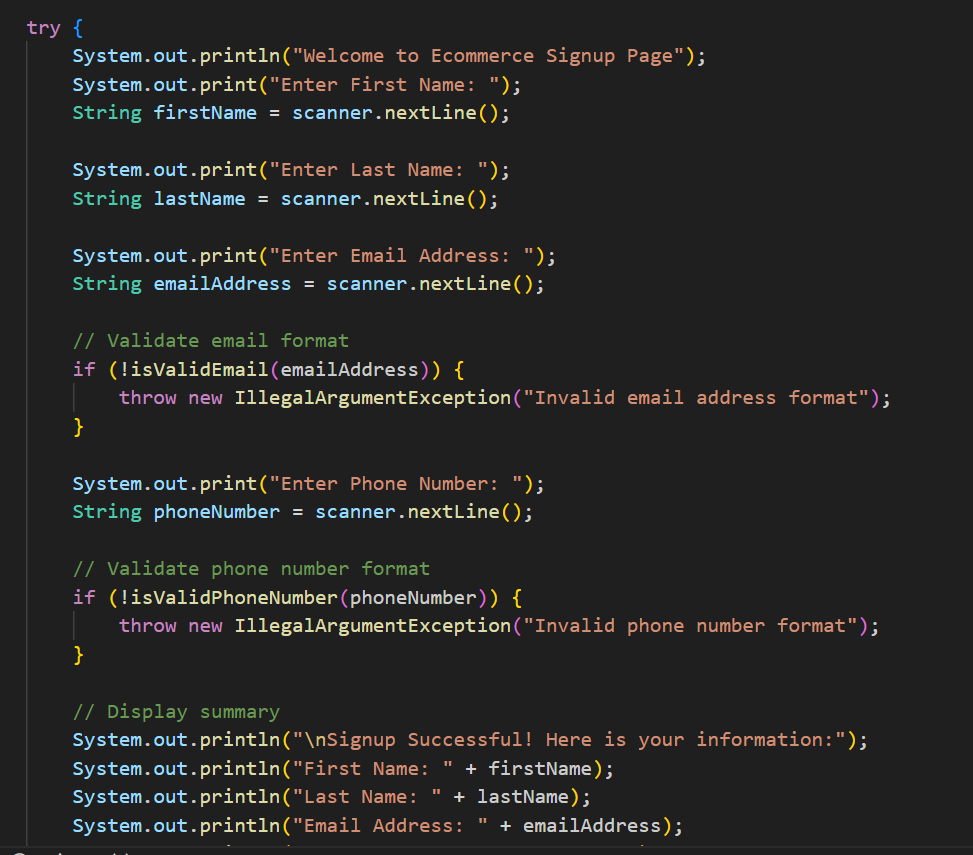 try {
System.out.println("Welcome to Ecommerce Signup Page");
System.out.print("Enter First Name: ");
String firstName = scanner.nextLine();
System.out.print("Enter Last Name: ");
String lastName = scanner.nextLine();
System.out.print("Enter Email Address: ");
String emailAddress = scanner.nextLine();
// Validate email format
if (!isValidEmail(emailAddress)) {
throw new IllegalArgumentException("Invalid email address format");
}
System.out.print("Enter Phone Number: ");
String phoneNumber = scanner.nextLine();
// Validate phone number format
if (!isValidPhoneNumber(phoneNumber)) {
throw new IllegalArgumentException("Invalid phone number format");
}
// Display summary
System.out.println("\nSignup Successful! Here is your information:");
System.out.println("First Name: " + firstName);
System.out.println("Last Name: " + lastName);
System.out.println("Email Address: " + emailAddress);